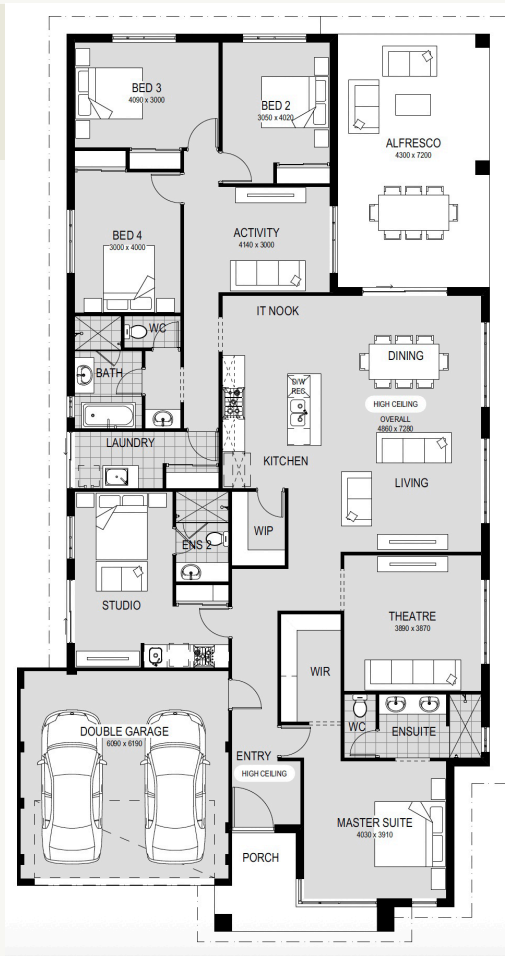 BED 3
4090 x 3000
BED 2
3050 x 4020
ALFRESCO
4300 x 7200
BED 4
3000 x 4000
ACTIVITY
4140 x 3000
IT NOOK
WC
DINING
BATH
D/W
REC
HIGH CEILING
OVERALL
4860 x 7280
LAUNDRY
KITCHEN
LIVING
WIP
ENS 2
STUDIO
THEATRE
3890 x 3870
WIR
WC
ENSUITE
DOUBLE GARAGE
6090 x 6190
ENTRY
HIGH CEILING
MASTER SUITE
4030 x 3910
PORCH